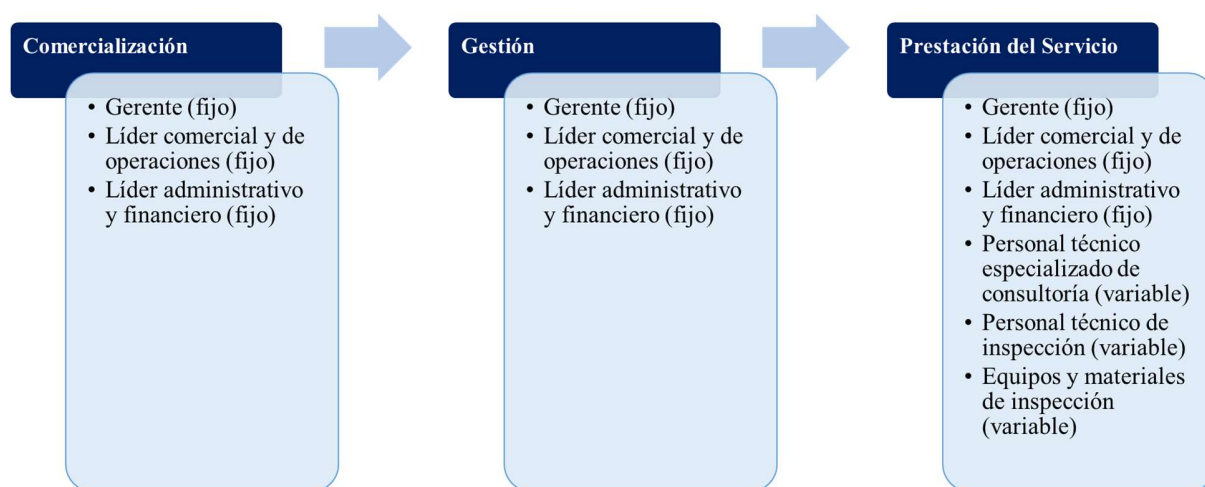 Comercialización
• Gerente (fijo)
• Líder comercial y de
operaciones (fijo)
• Líder administrativo
y financiero (fijo)
Gestión
• Gerente (fijo)
• Líder comercial y de
operaciones (fijo)
• Líder administrativo
y financiero (fijo)
Prestación del Servicio
• Gerente (fijo)
• Líder comercial y de
operaciones (fijo)
• Líder administrativo
y financiero (fijo)
• Personal técnico
especializado de
consultoría (variable)
• Personal técnico de
inspección (variable)
• Equipos y materiales
de inspección
(variable)